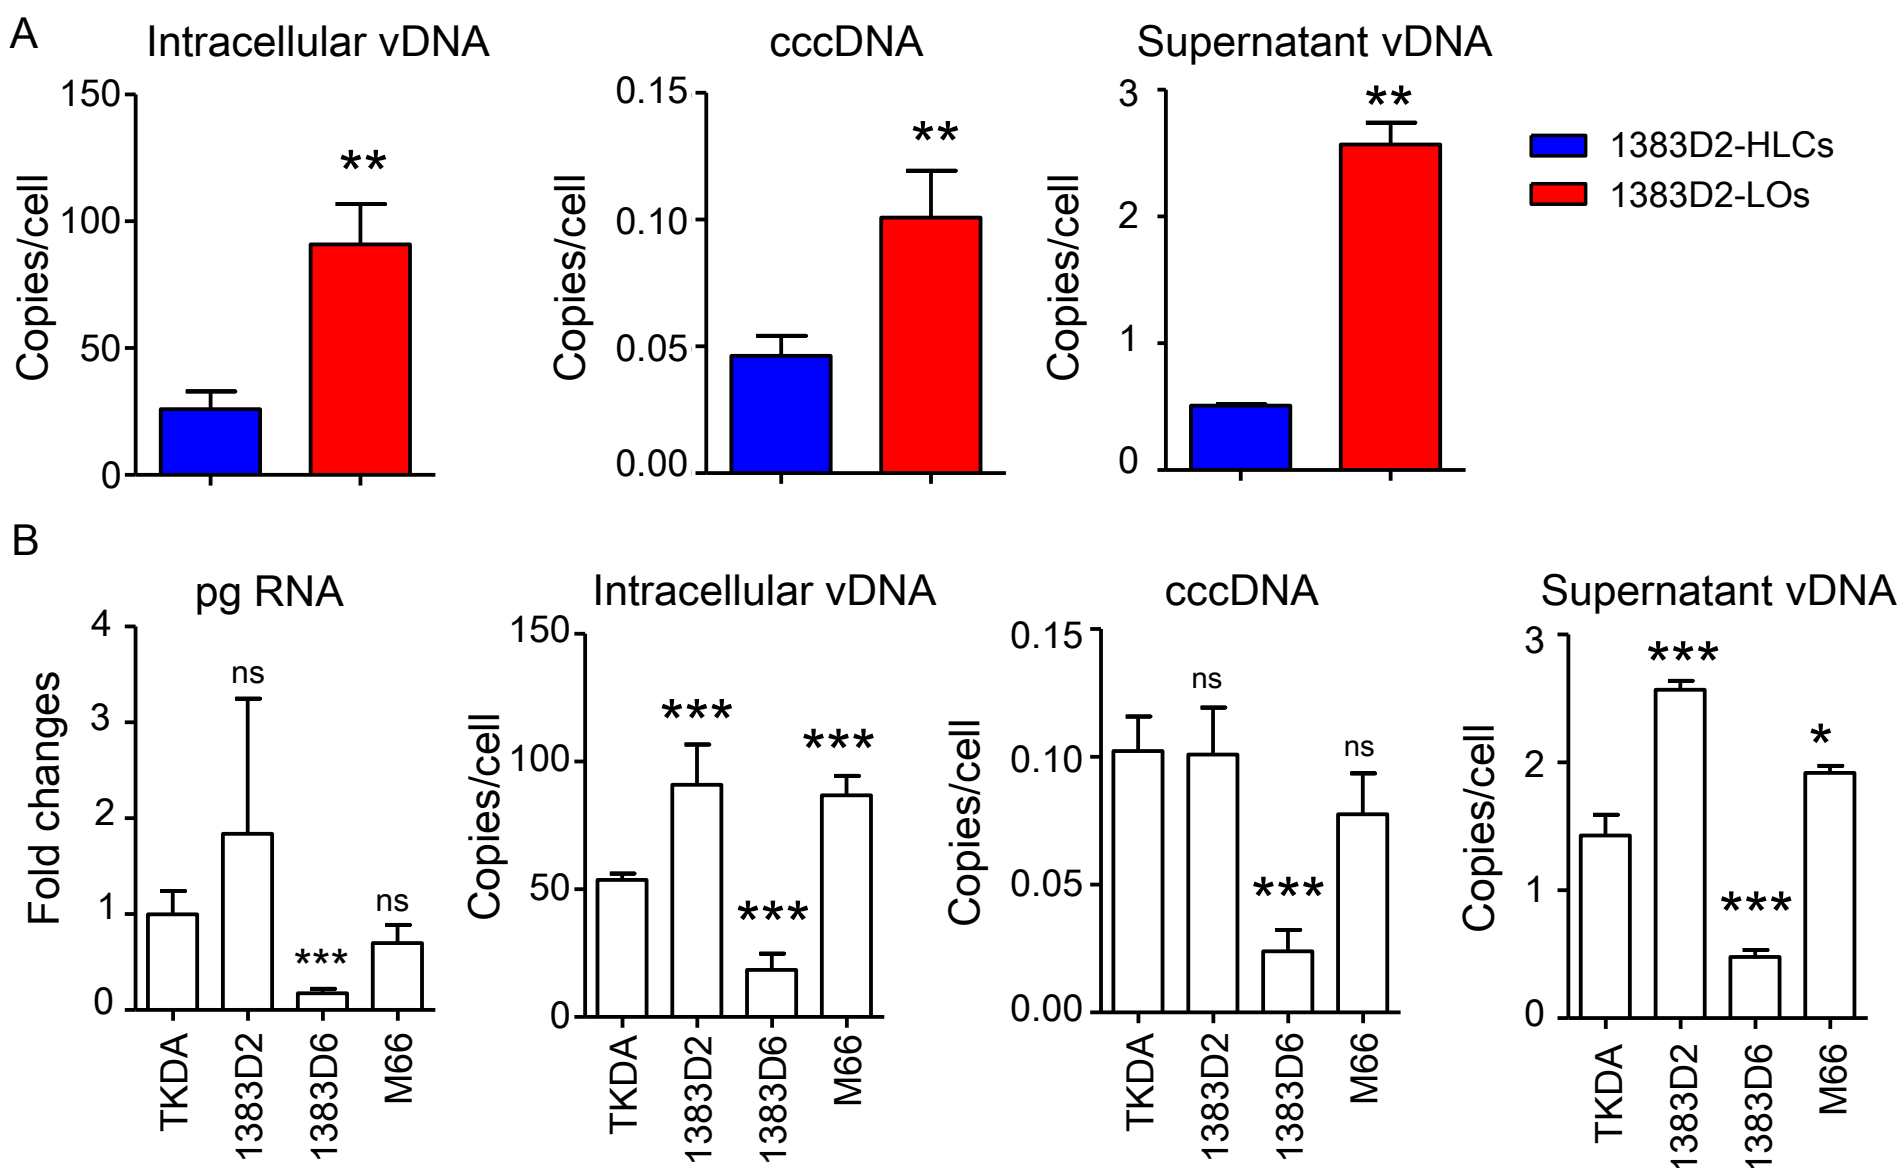 A
Intracellular vDNA
cccDNA
Supernatant vDNA
150
100
50
0
Copies/cell
**
0.15
0.10
0.05
0.00
Copies/cell
**
3
2
1
0
Copies/cell
**
1383D2-HLCs
1383D2-LOs
B
pg RNA
Intracellular vDNA
cccDNA
Supernatant vDNA
4
3
2
1
0
Fold changes
ns
***
ns
TKDA
1383D2
1383D6
M66
150
100
50
0
Copies/cell
***
***
***
TKDA
1383D2
1383D6
M66
0.15
0.10
0.05
0.00
Copies/cell
ns
***
ns
TKDA
1383D2
1383D6
M66
3
2
1
0
Copies/cell
***
***
*
TKDA
1383D2
1383D6
M66